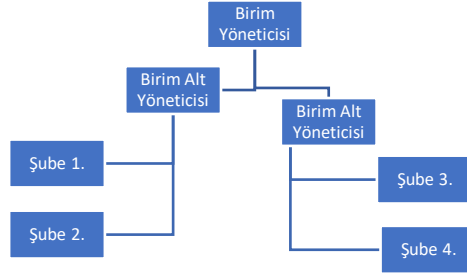 Birim
Yöneticisi
Birim Alt
Yöneticisi
Birim Alt
Yöneticisi
Şube 1.
Şube 2.
Şube 3.
Şube 4.